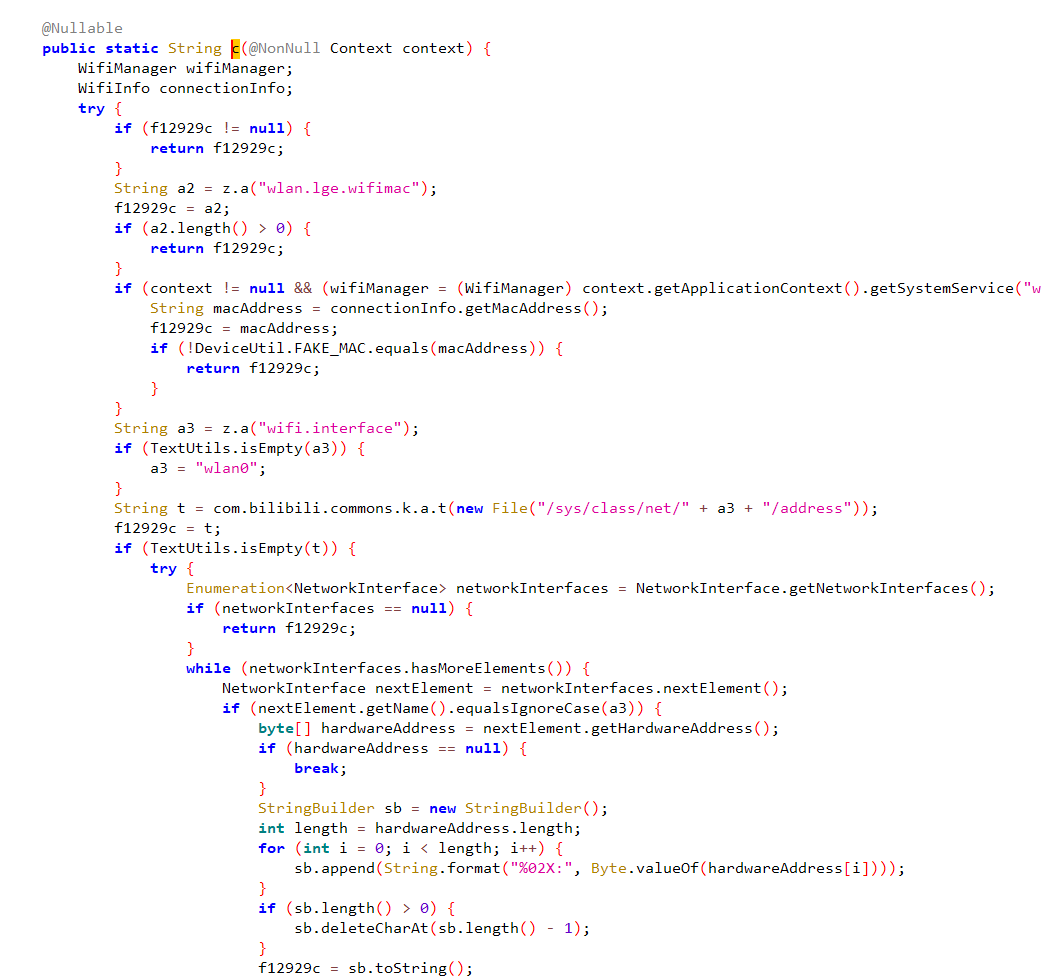 @Nullable
public static String c(@NonNull Context context) {
WifiManager wifiManager;
WifiInfo connectionInfo;
try {
if (f12929c != null) {
return f12929c;
}
String a2 = z.a("wlan.lge.wifimac");
f12929c = a2;
if (a2.length() > 0) {
return f12929c;
}
if (context != null && (wifiManager = (WifiManager) context.getApplicationContext().getSystemService("w
String macAddress = connectionInfo.getMacAddress();
f12929c = macAddress;
if (!DeviceUtil.FAKE_MAC.equals(macAddress)) {
return f12929c;
}
}
String a3 = z.a("wifi.interface");
if (TextUtils.isEmpty(a3)) {
a3 = "wlan0";
}
String t = com.bilibili.commons.k.a.t(new File("/sys/class/net/" + a3 + "/address"));
f12929c = t;
if (TextUtils.isEmpty(t)) {
try {
Enumeration<NetworkInterface> networkInterfaces = NetworkInterface.getNetworkInterfaces();
if (networkInterfaces == null) {
return f12929c;
}
while (networkInterfaces.hasMoreElements()) {
NetworkInterface nextElement = networkInterfaces.nextElement();
if (nextElement.getName().equalsIgnoreCase(a3)) {
byte[] hardwareAddress = nextElement.getHardwareAddress();
if (hardwareAddress == null) {
break;
}
StringBuilder sb = new StringBuilder();
int length = hardwareAddress.length;
for (int i = 0; i < length; i++) {
sb.append(String.format("%02X:", Byte.valueOf(hardwareAddress[i])));
}
if (sb.length() > 0) {
sb.deleteCharAt(sb.length() - 1);
}
f12929c = sb.toString();